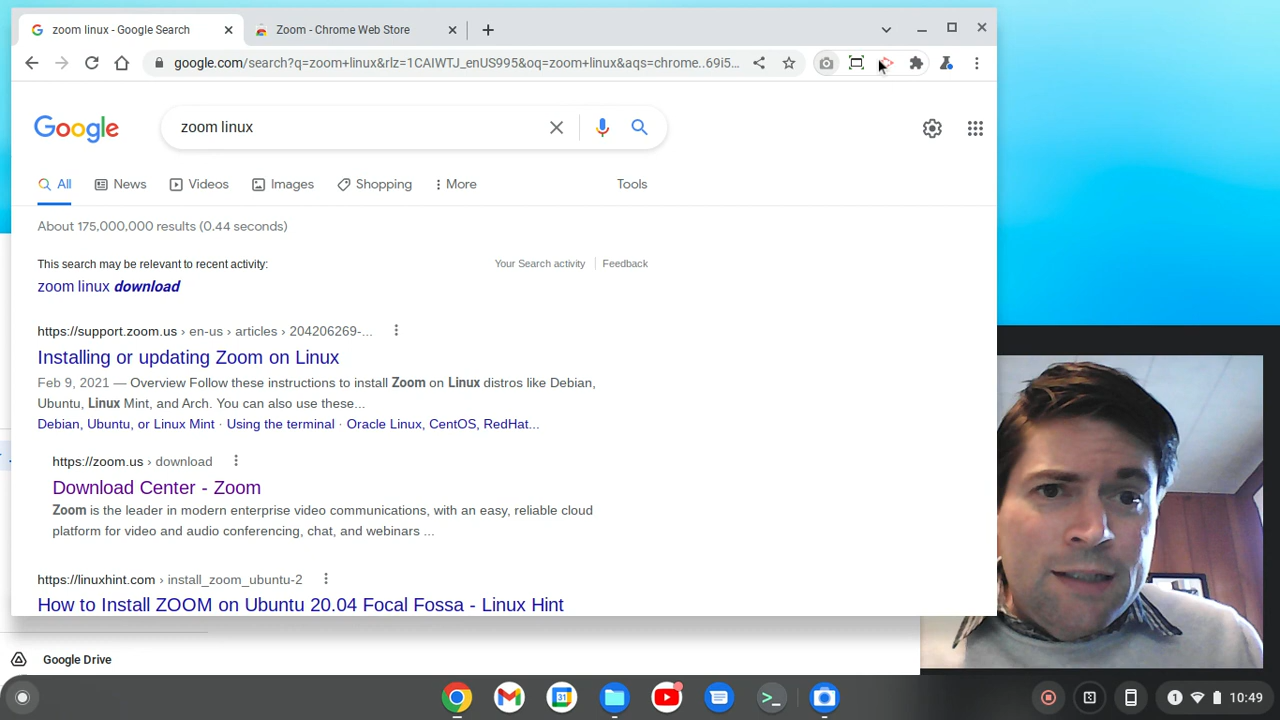 zoom linux - Google Search
Zoom - Chrome Web Store
google.com/search?q=zoom+linux&rlz=1CAIWTJ_enUS995&oq=zoom+linux&aqs=chrome..69i5...
Google
zoom linux
All
News
Videos
Images
Shopping
More
Tools
About 175,000,000 results (0.44 seconds)
This search may be relevant to recent activity:
Your Search activity
Feedback
zoom linux download
https://support.zoom.us › en-us › articles › 204206269-...
Installing or updating Zoom on Linux
Feb 9, 2021 — Overview Follow these instructions to install Zoom on Linux distros like Debian,
Ubuntu, Linux Mint, and Arch. You can also use these...
Debian, Ubuntu, or Linux Mint · Using the terminal · Oracle Linux, CentOS, RedHat...
https://zoom.us › download
Download Center - Zoom
Zoom is the leader in modern enterprise video communications, with an easy, reliable cloud
platform for video and audio conferencing, chat, and webinars ...
https://linuxhint.com › install_zoom_ubuntu-2
How to Install ZOOM on Ubuntu 20.04 Focal Fossa - Linux Hint
Google Drive
31
1
10:49